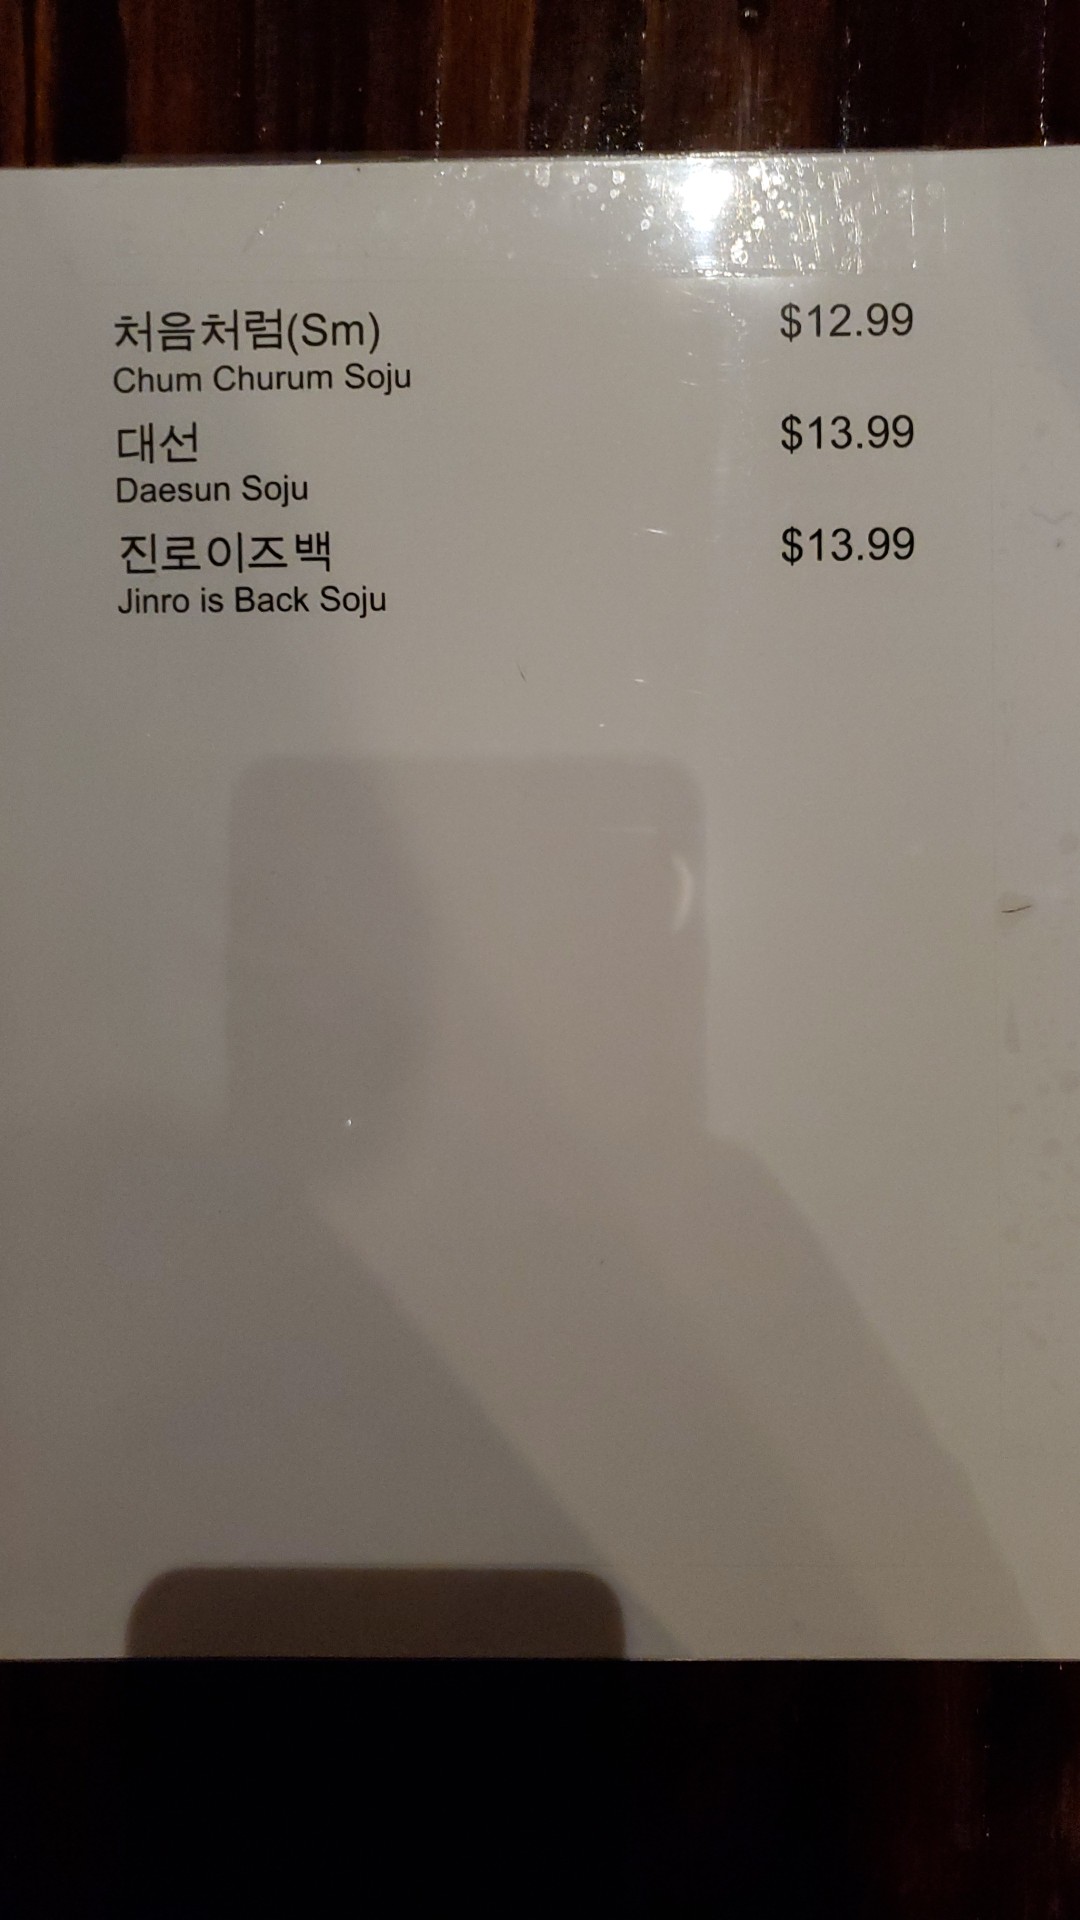 처음처럼(Sm) $12.99
Chum Churum Soju
대선 $13.99
Daesun Soju
진로이즈백 $13.99
Jinro is Back Soju